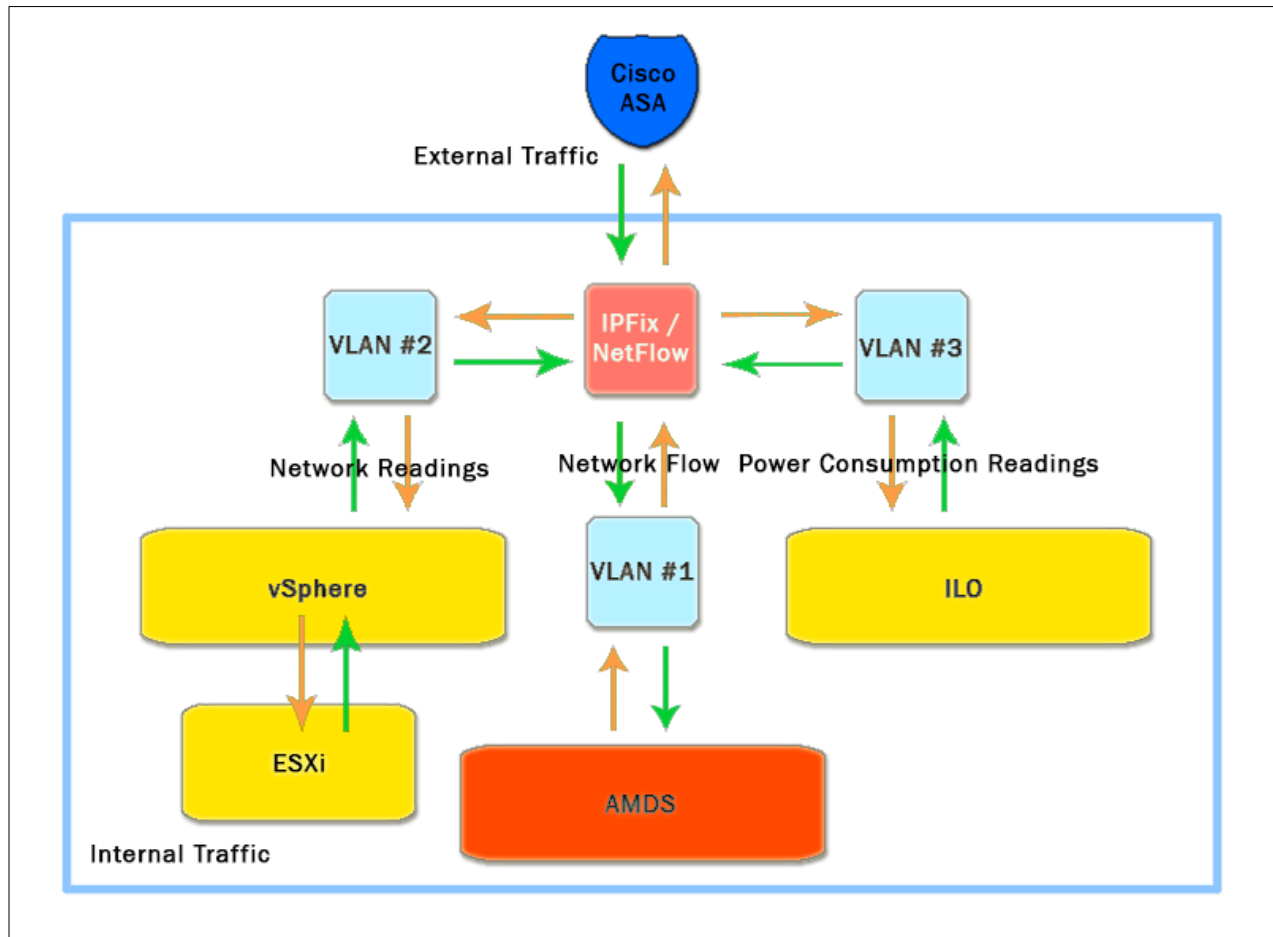 Cisco
ASA
External Traffic
VLAN #2
IPFix /
NetFlow
VLAN #3
Network Readings
Network Flow
Power Consumption Readings
vSphere
VLAN #1
ILO
ESXi
AMDS
Internal Traffic